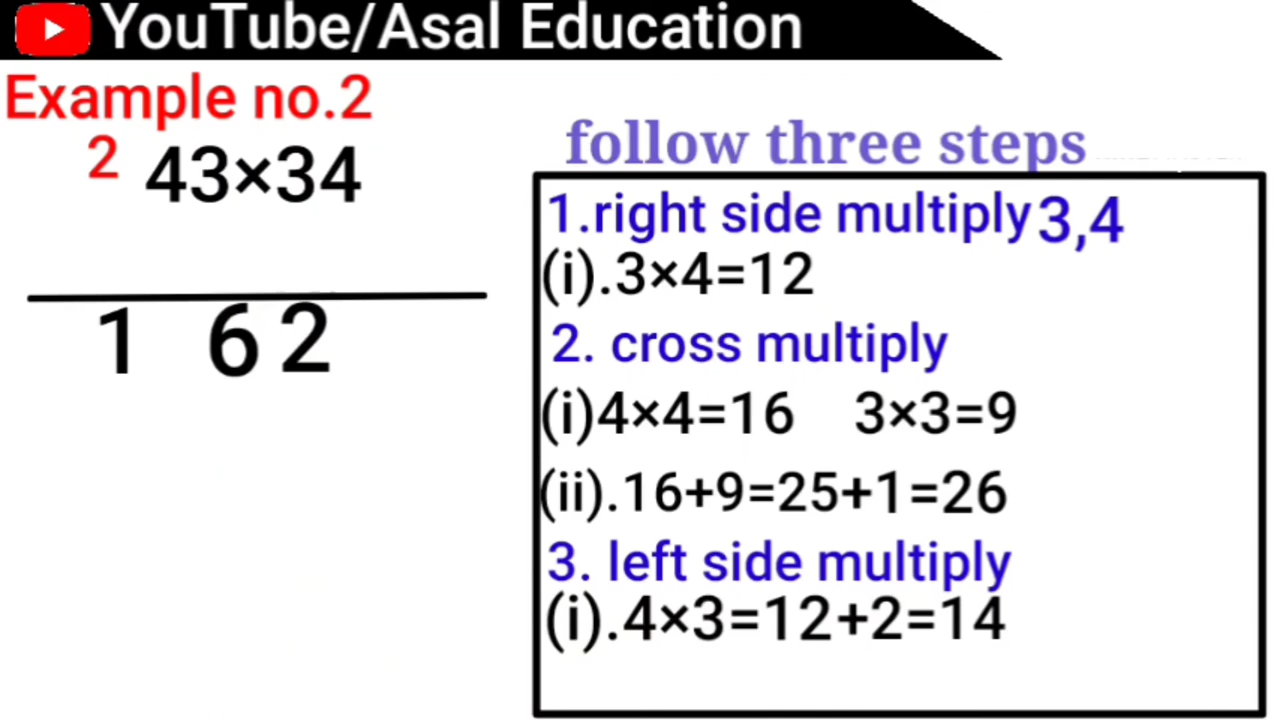 YouTube/Asal Education
Example no.2
2 43×34
1 62
follow three steps
1.right side multiply 3,4
(i).3×4=12
2. cross multiply
(i)4×4=16 3×3=9
(ii).16+9=25+1=26
3. left side multiply
(i).4×3=12+2=14